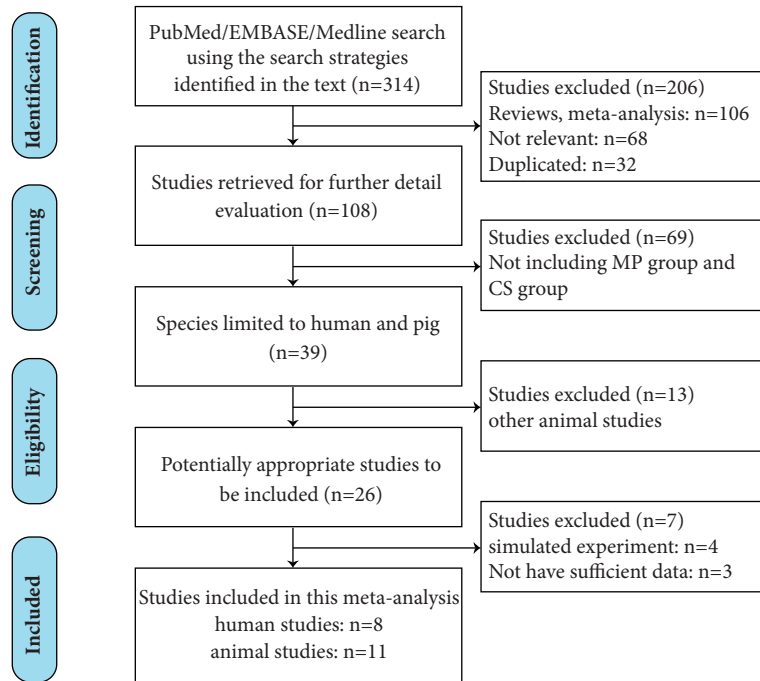 Identification
PubMed/EMBASE/Medline search
using the search strategies
identified in the text (n=314)
Studies excluded (n=206)
Reviews, meta-analysis: n=106
Not relevant: n=68
Duplicated: n=32
Screening
Studies retrieved for further detail
evaluation (n=108)
Studies excluded (n=69)
Not including MP group and
CS group
Species limited to human and pig
(n=39)
Eligibility
Studies excluded (n=13)
other animal studies
Potentially appropriate studies to
be included (n=26)
Studies excluded (n=7)
simulated experiment: n=4
Not have sufficient data: n=3
Included
Studies included in this meta-analysis
human studies: n=8
animal studies: n=11